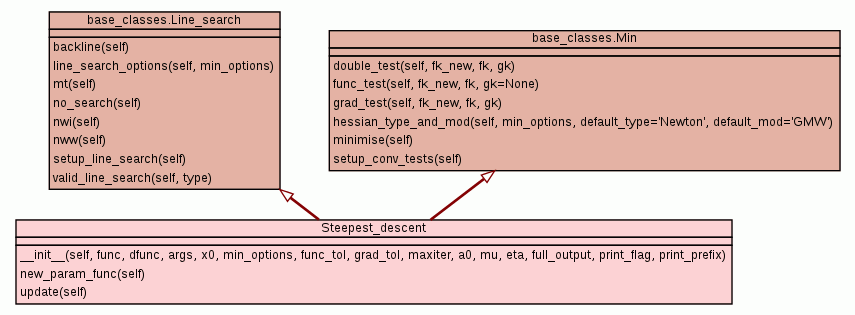 base_classes.Line_search
backline(self)
line_search_options(self, min_options)
mt(self)
no_search(self)
nwi(self)
nww(self)
setup_line_search(self)
valid_line_search(self, type)
base_classes.Min
double_test(self, fk_new, fk, gk)
func_test(self, fk_new, fk, gk=None)
grad_test(self, fk_new, fk, gk)
hessian_type_and_mod(self, min_options, default_type='Newton', default_mod='GMW')
minimise(self)
setup_conv_tests(self)
Steepest_descent
__init__(self, func, dfunc, args, x0, min_options, func_tol, grad_tol, maxiter, a0, mu, eta, full_output, print_flag, print_prefix)
new_param_func(self)
update(self)